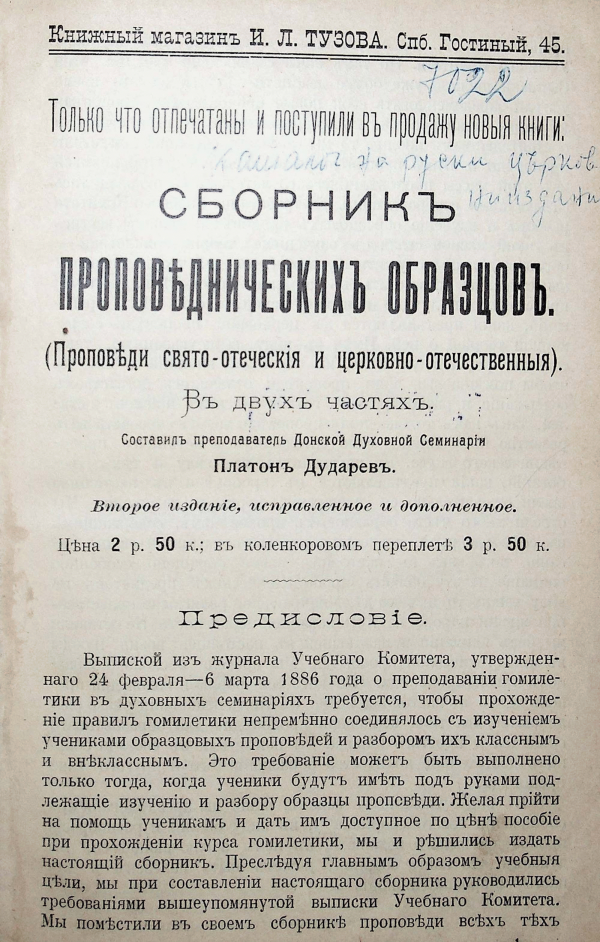 Книжный магазинъ И. Л. ТУЗОВА. Спб. Гостиный, 45.
7022
Только что отпечатаны и поступили въ продажу новыя книги:
на руски църков
СБОРНИКЪ
ни издани
ПРОПОВѢДНИЧЕСКИХЪ ОБРАЗЦОВЪ.
(Проповѣди свято-отеческія и церковно-отечественныя).
Въ двухъ частяхъ.
Составилъ преподаватель Донской Духовной Семинаріи
Платонъ Дударевъ.
Второе изданіе, исправленное и дополненное.
Цѣна 2 р. 50 к.; въ коленкоровомъ переплетѣ 3 р. 50 к.
Предисловіе.
Выпиской изъ журнала Учебнаго Комитета, утвержден-
наго 24 февраля—6 марта 1886 года о преподаваніи гомиле-
тики въ духовныхъ семинаріяхъ требуется, чтобы прохожде-
ніе правилъ гомилетики непремѣнно соединялось съ изученіемъ
учениками образцовыхъ проповѣдей и разборомъ ихъ класснымъ
и внѣкласснымъ. Это требованіе можетъ быть выполнено
только тогда, когда ученики будутъ имѣть подъ руками под-
лежащіе изученію и разбору образцы проповѣди. Желая прійти
на помощь ученикамъ и дать имъ доступное по цѣнѣ пособіе
при прохожденіи курса гомилетики, мы и рѣшились издать
настоящій сборникъ. Преслѣдуя главнымъ образомъ учебныя
цѣли, мы при составленіи настоящаго сборника руководились
требованіями вышеупомянутой выписки Учебнаго Комитета.
Мы помѣстили въ своемъ сборникѣ проповѣди всѣхъ тѣхъ